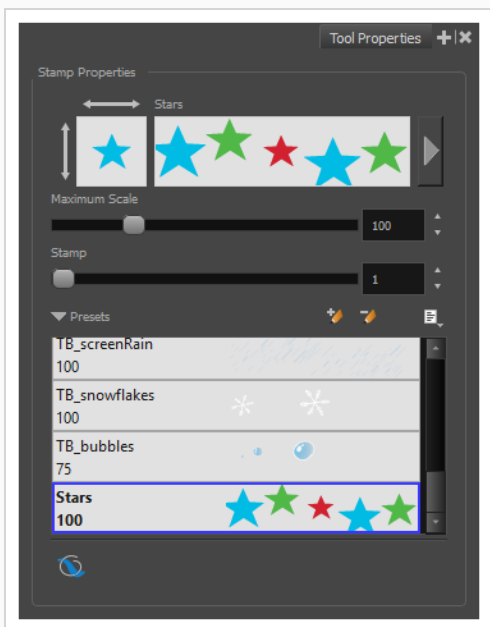 Tool Properties
Stamp Properties
Stars
Maximum Scale
100
Stamp
1
Presets
TB_screenRain
100
TB_snowflakes
100
TB_bubbles
75
Stars
100